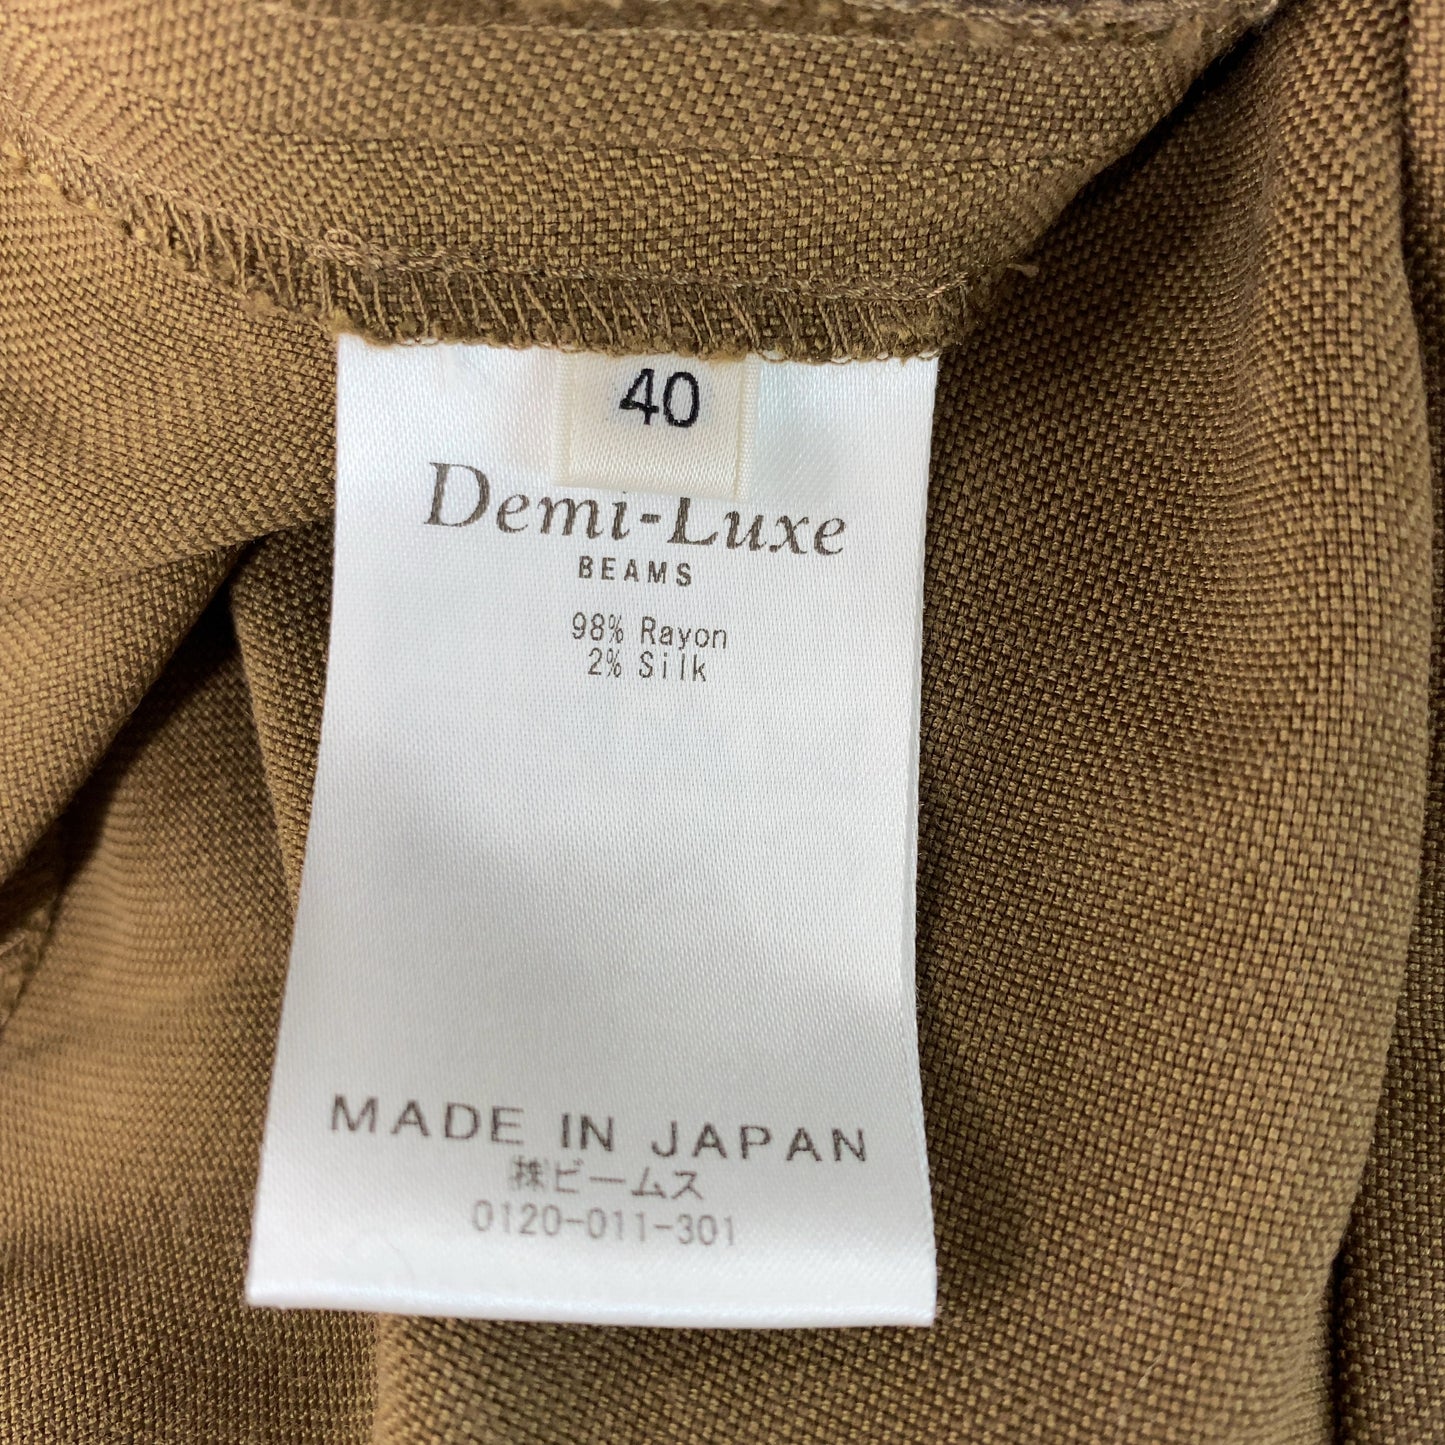 40
Demi-Luxe
BEAMS
98% Rayon
2% Silk
MADE IN JAPAN
㈱ビームス
0120-011-301